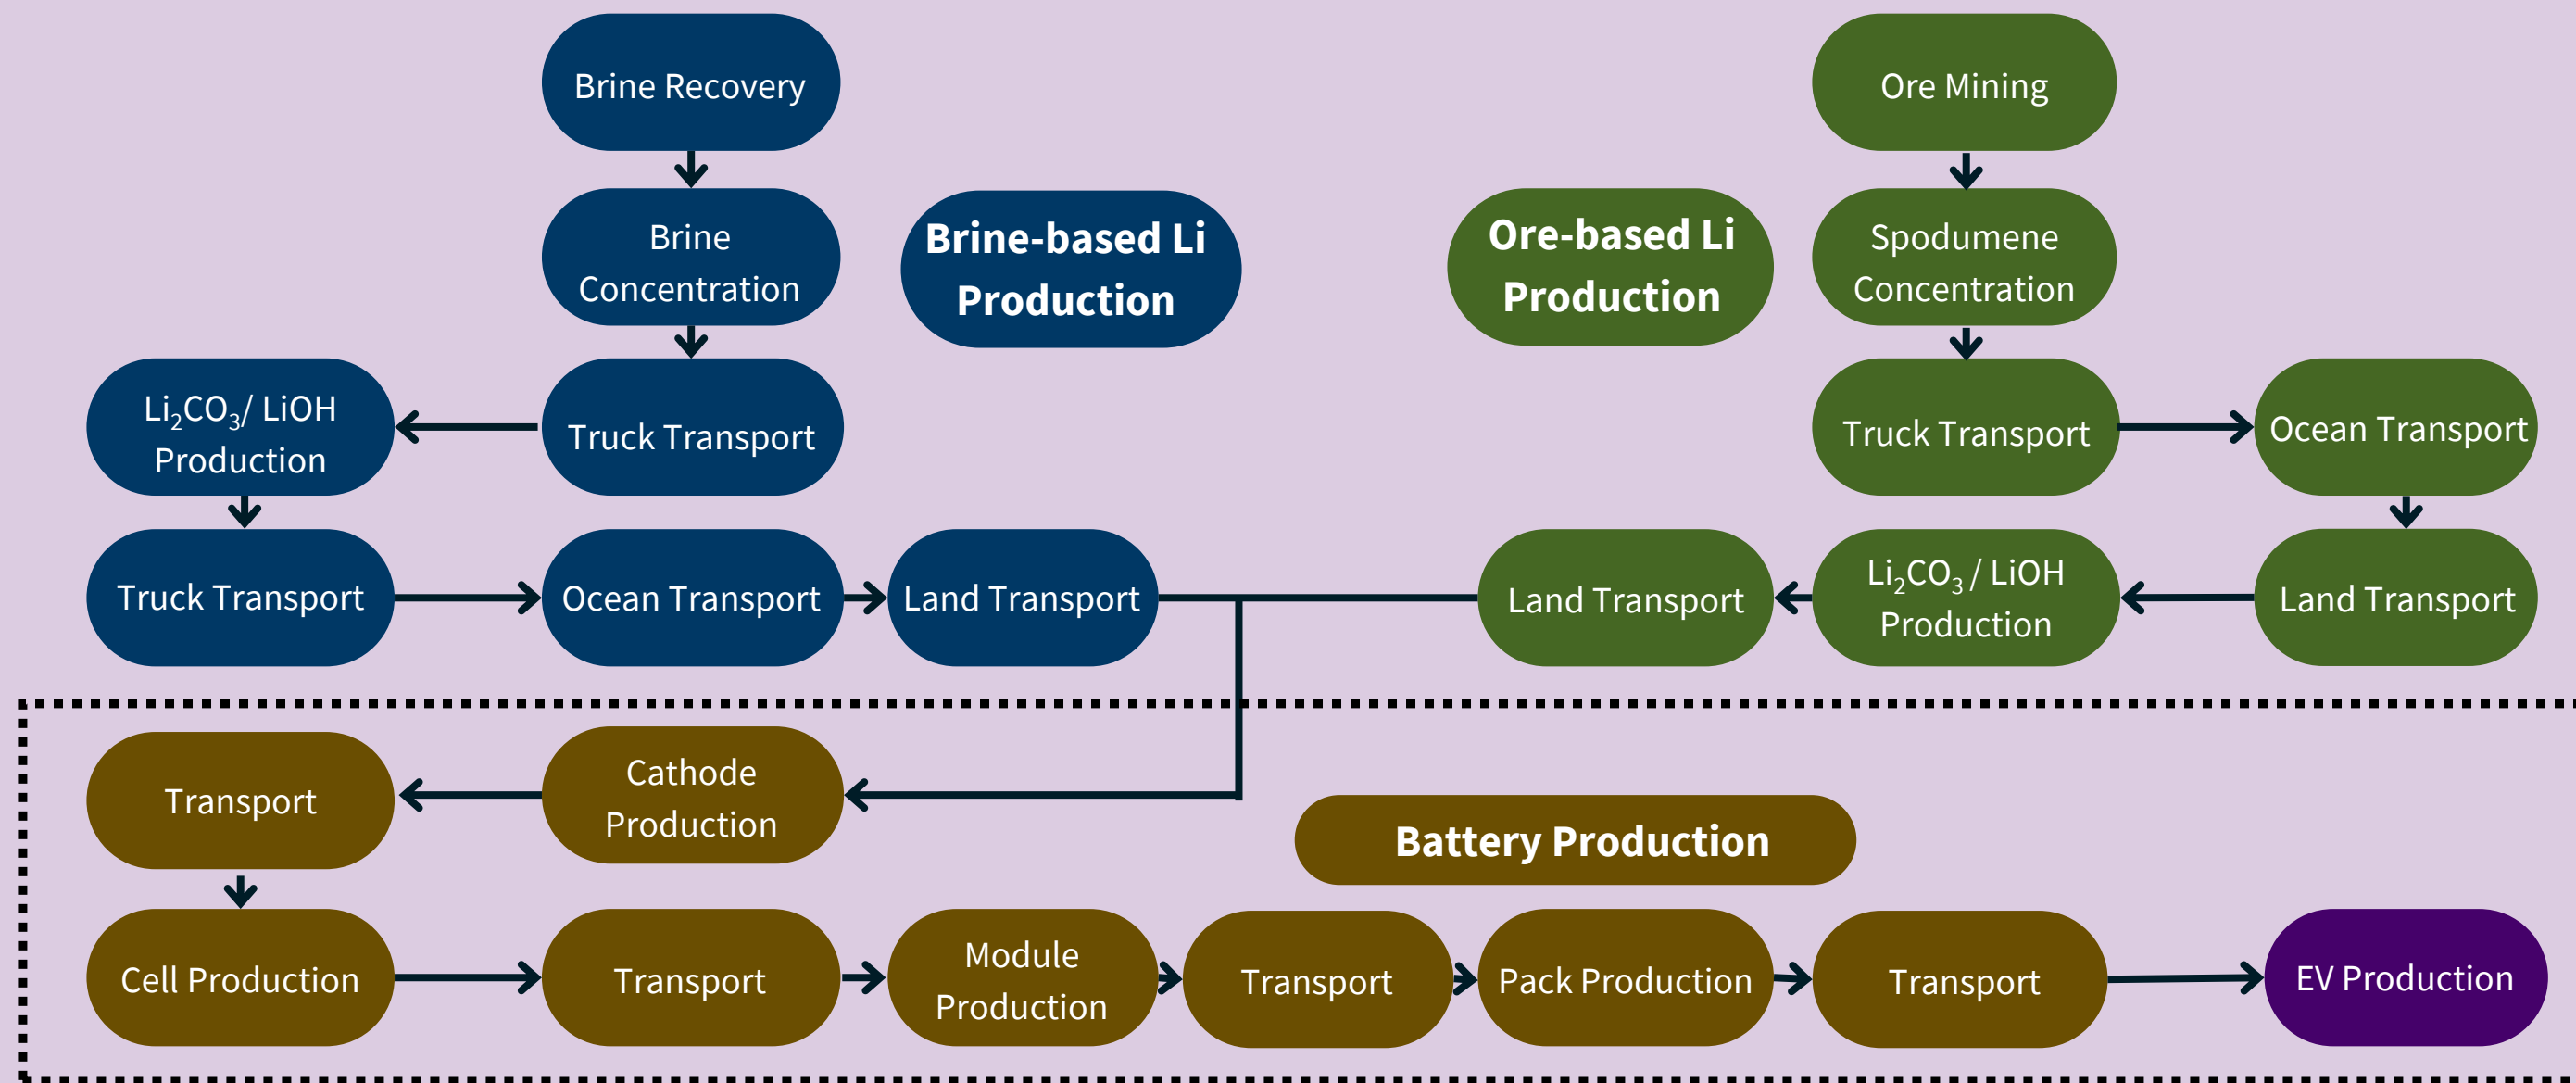 Brine Recovery
Ore Mining
Brine
Concentration
Brine-based Li
Production
Ore-based Li
Production
Spodumene
Concentration
Li₂CO₃/ LiOH
Production
Truck Transport
Truck Transport
Ocean Transport
Truck Transport
Ocean Transport
Land Transport
Land Transport
Li₂CO₃ / LiOH
Production
Land Transport
Transport
Cathode
Production
Battery Production
Cell Production
Transport
Module
Production
Transport
Pack Production
Transport
EV Production